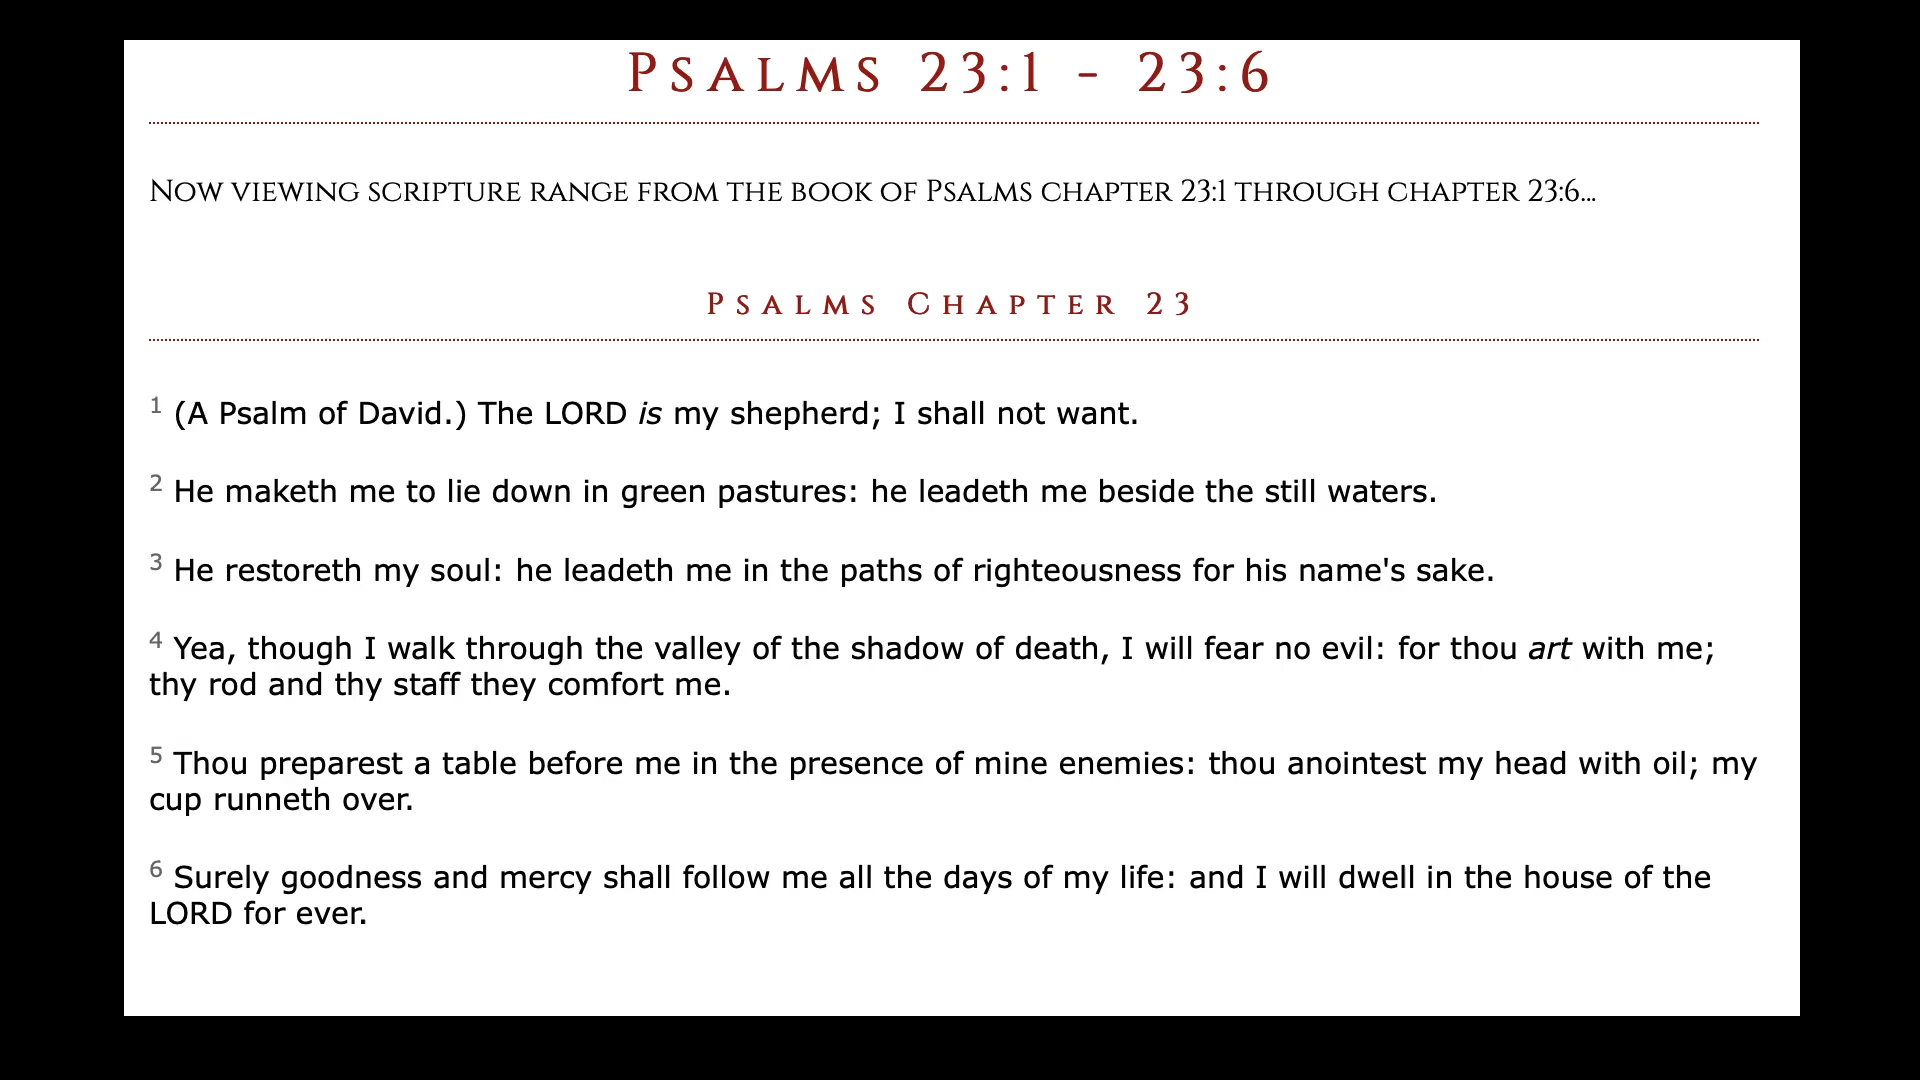 Psalms 23:1 - 23:6
Now viewing scripture range from the book of Psalms chapter 23:1 through chapter 23:6...
Psalms Chapter 23
1 (A Psalm of David.) The LORD is my shepherd; I shall not want.
2 He maketh me to lie down in green pastures: he leadeth me beside the still waters.
3 He restoreth my soul: he leadeth me in the paths of righteousness for his name's sake.
4 Yea, though I walk through the valley of the shadow of death, I will fear no evil: for thou art with me;
thy rod and thy staff they comfort me.
5 Thou preparest a table before me in the presence of mine enemies: thou anointest my head with oil; my
cup runneth over.
6 Surely goodness and mercy shall follow me all the days of my life: and I will dwell in the house of the
LORD for ever.